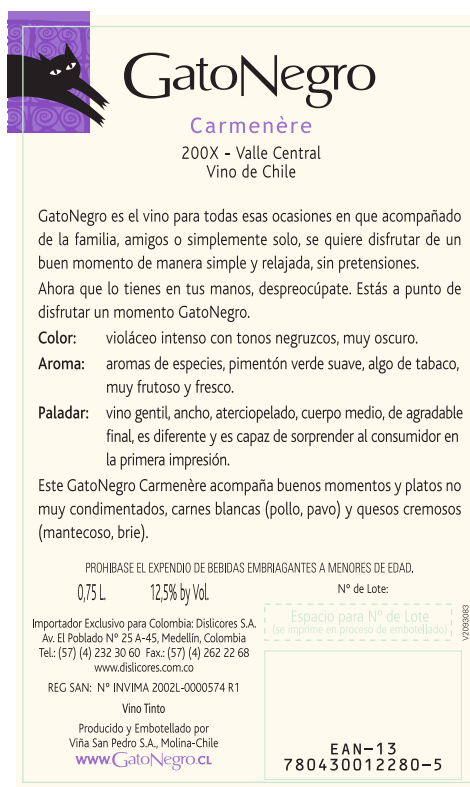 GatoNegro
Carmenère
200X - Valle Central
Vino de Chile
GatoNegro es el vino para todas esas ocasiones en que acompañado
de la familia, amigos o simplemente solo, se quiere disfrutar de un
buen momento de manera simple y relajada, sin pretensiones.
Ahora que lo tienes en tus manos, despreocúpate. Estás a punto de
disfrutar un momento GatoNegro.
Color: violáceo intenso con tonos negruzcos, muy oscuro.
Aroma: aromas de especies, pimentón verde suave, algo de tabaco,
muy frutoso y fresco.
Paladar: vino gentil, ancho, aterciopelado, cuerpo medio, de agradable
final, es diferente y es capaz de sorprender al consumidor en
la primera impresión.
Este GatoNegro Carmenère acompaña buenos momentos y platos no
muy condimentados, carnes blancas (pollo, pavo) y quesos cremosos
(mantecoso, brie).
PROHIBASE EL EXPENDIO DE BEBIDAS EMBRIAGANTES A MENORES DE EDAD.
0,75 L. 12,5% by Vol.
Nº de Lote:
Espacio para Nº de Lote
(se imprime en proceso de embotellado)
V2093083
Importador Exclusivo para Colombia: Dislicores S.A.
Av. El Poblado Nº 25 A-45, Medellín, Colombia
Tel.: (57) (4) 232 30 60 Fax.: (57) (4) 262 22 68
www.dislicores.com.co
REG SAN: Nº INVIMA 2002L-0000574 R1
Vino Tinto
Producido y Embotellado por
Viña San Pedro S.A., Molina-Chile
www.GatoNegro.cl
EAN-13
780430012280-5